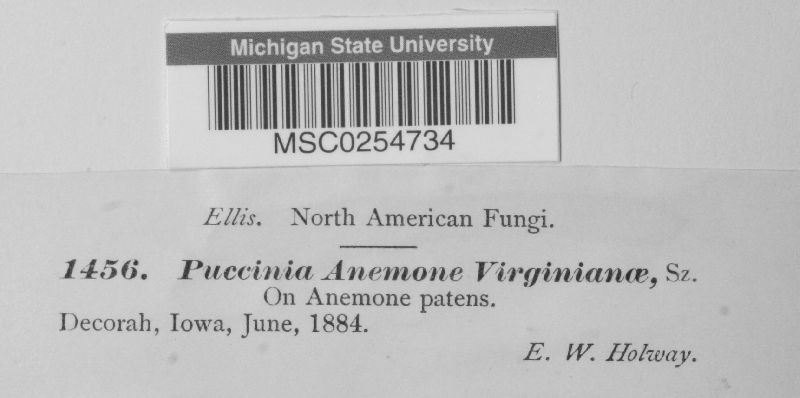 Michigan State University
MSC0254734
Ellis. North American Fungi.
1456. Puccinia Anemone Virginianæ, Sz.
On Anemone patens.
Decorah, Iowa, June, 1884.
E. W. Holway.